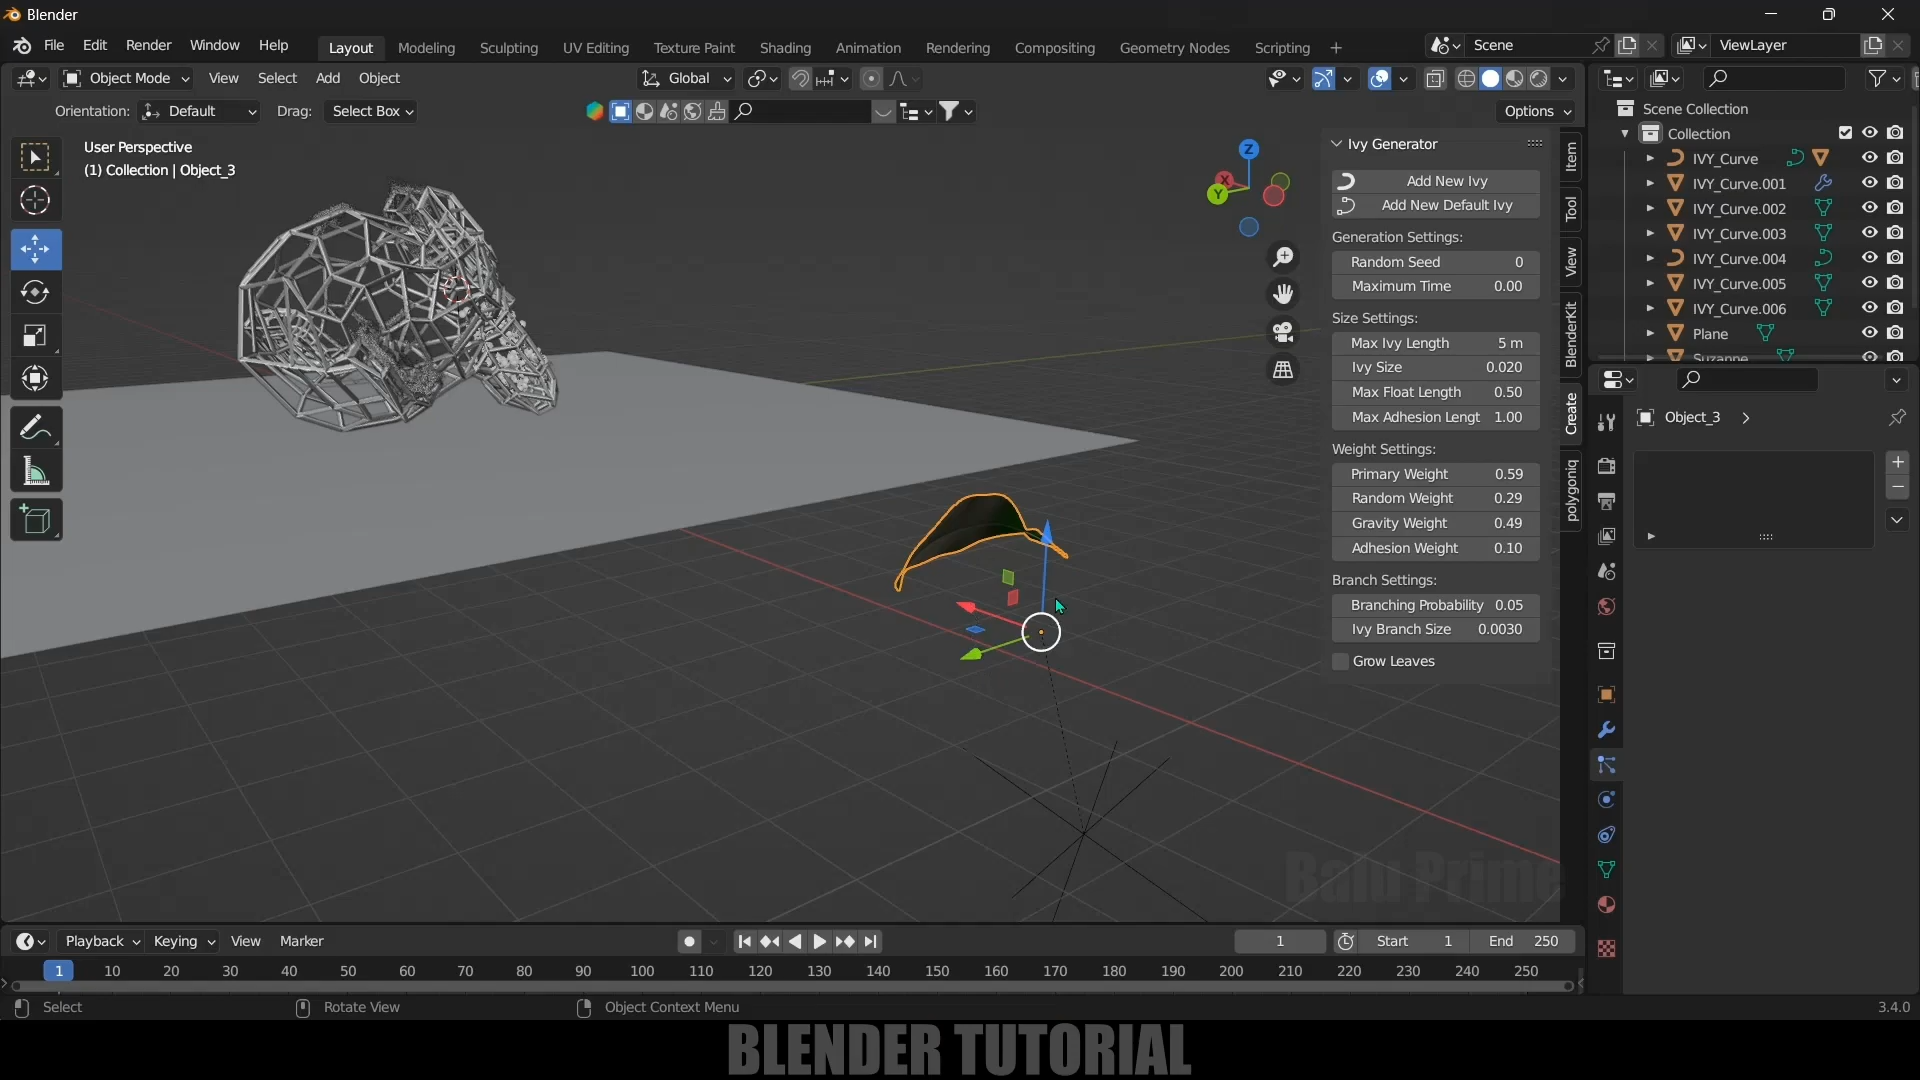 Blender
File Edit Render Window Help Layout Modeling Sculpting UV Editing Texture Paint Shading Animation Rendering Compositing Geometry Nodes Scripting + Scene ViewLayer
Object Mode View Select Add Object Global
Orientation: Default Drag: Select Box Options
User Perspective
(1) Collection | Object_3
Z
X
Y
Ivy Generator
Add New Ivy
Add New Default Ivy
Generation Settings:
Random Seed 0
Maximum Time 0.00
Size Settings:
Max Ivy Length 5 m
Ivy Size 0.020
Max Float Length 0.50
Max Adhesion Lengt 1.00
Weight Settings:
Primary Weight 0.59
Random Weight 0.29
Gravity Weight 0.49
Adhesion Weight 0.10
Branch Settings:
Branching Probability 0.05
Ivy Branch Size 0.0030
Grow Leaves
Item
Tool
View
BlenderKit
Create
polygoniq
Scene Collection
Collection
IVY_Curve
IVY_Curve.001
IVY_Curve.002
IVY_Curve.003
IVY_Curve.004
IVY_Curve.005
IVY_Curve.006
Plane
Suzanne
Object_3
Balu Prime
Playback Keying View Marker 1 Start 1 End 250
1 10 20 30 40 50 60 70 80 90 100 110 120 130 140 150 160 170 180 190 200 210 220 230 240 250
Select Rotate View Object Context Menu 3.4.0
BLENDER TUTORIAL